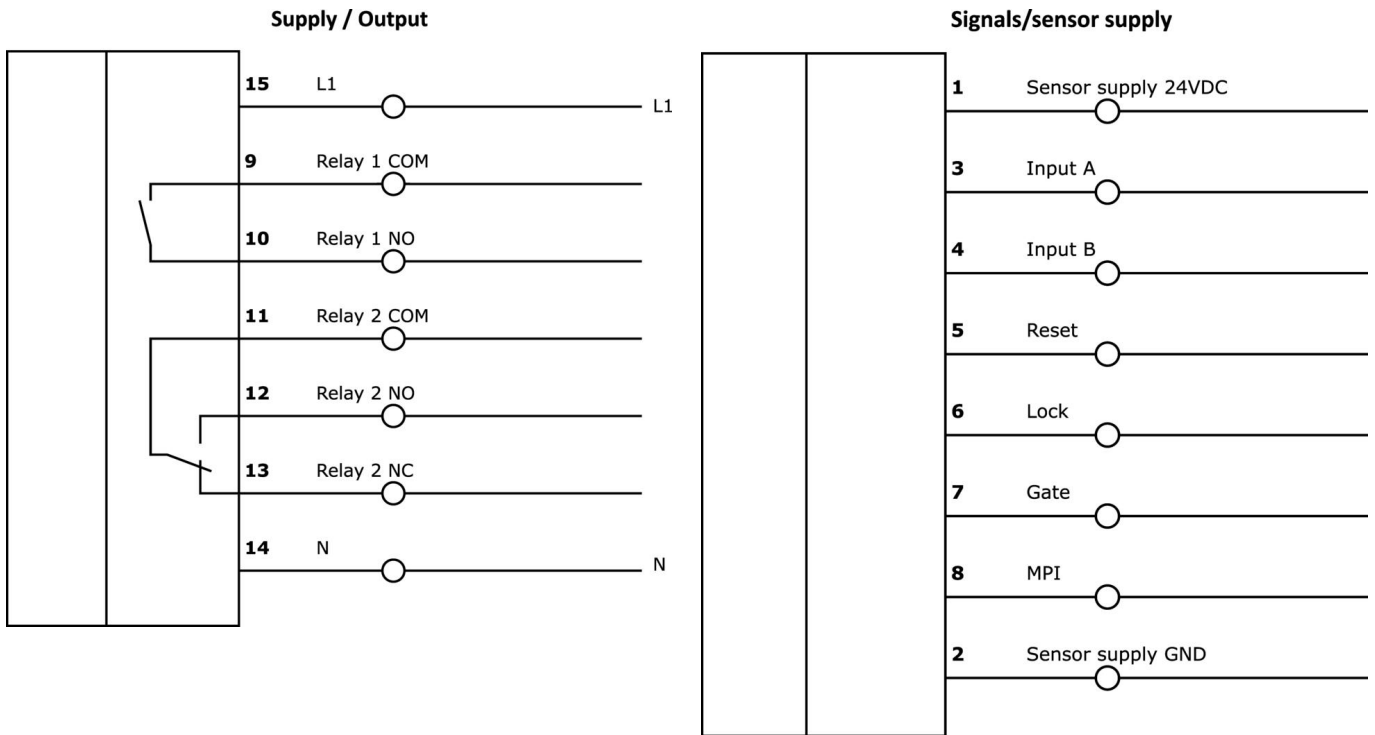 Supply / Output
15 L1
L1
9 Relay 1 COM
10 Relay 1 NO
11 Relay 2 COM
12 Relay 2 NO
13 Relay 2 NC
14 N
N
Signals/sensor supply
1 Sensor supply 24VDC
3 Input A
4 Input B
5 Reset
6 Lock
7 Gate
8 MPI
2 Sensor supply GND